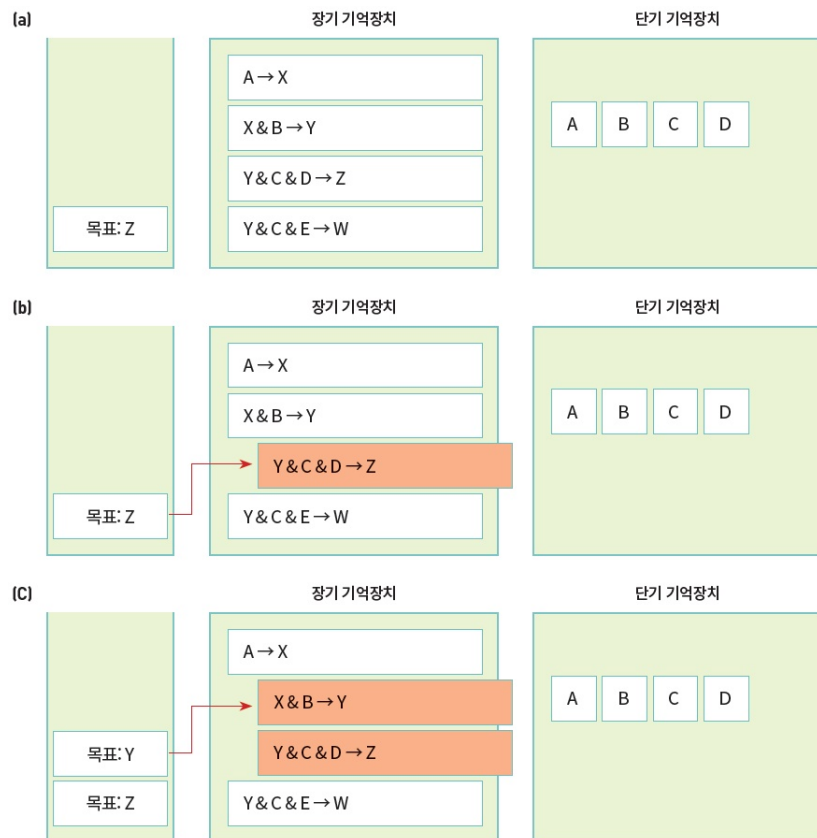 (a)
장기 기억장치
단기 기억장치
A → X
X & B → Y
A B C D
Y & C & D → Z
목표: Z
Y & C & E → W
(b)
장기 기억장치
단기 기억장치
A → X
X & B → Y
A B C D
Y & C & D → Z
목표: Z
Y & C & E → W
(C)
장기 기억장치
단기 기억장치
A → X
X & B → Y
A B C D
목표: Y
Y & C & D → Z
목표: Z
Y & C & E → W